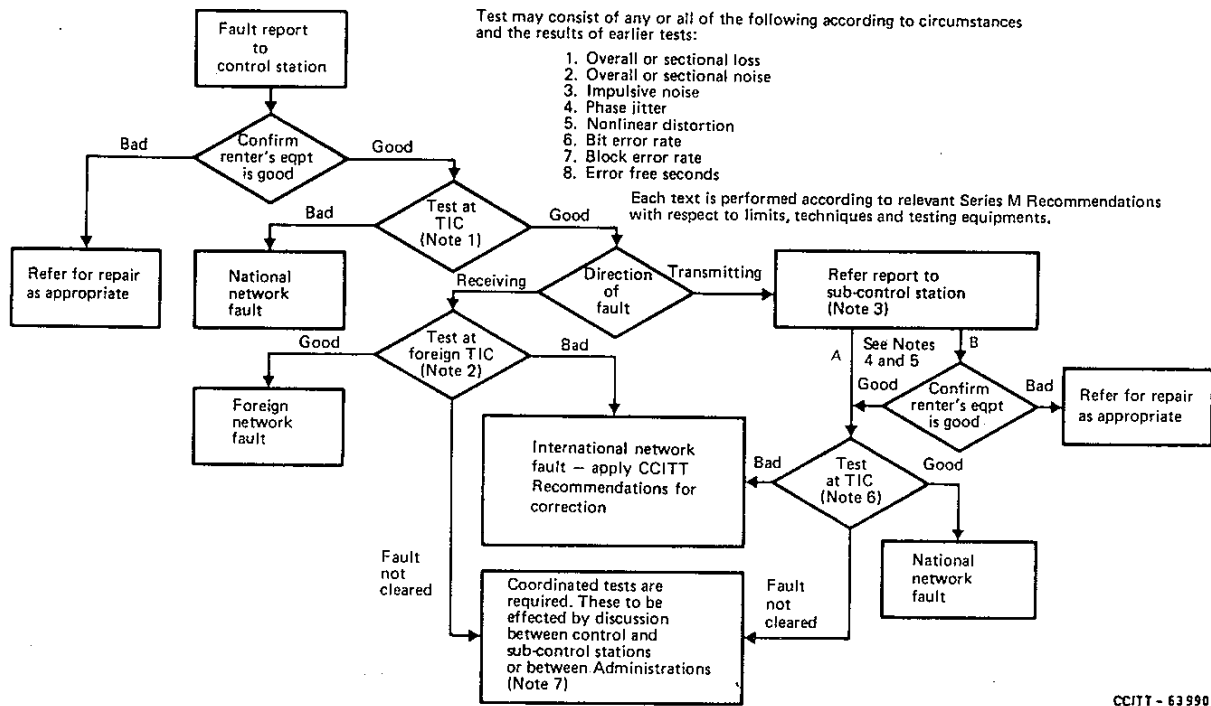 Fault report
to
control station
Test may consist of any or all of the following according to circumstances
and the results of earlier tests:
1. Overall or sectional loss
2. Overall or sectional noise
3. Impulsive noise
4. Phase jitter
5. Nonlinear distortion
6. Bit error rate
7. Block error rate
8. Error free seconds
Each text is performed according to relevant Series M Recommendations
with respect to limits, techniques and testing equipments.
Bad
Confirm
renter's eqpt
is good
Good
Bad
Test at
TIC
(Note 1)
Good
Refer for repair
as appropriate
National
network
fault
Receiving
Direction
of
fault
Transmitting
Refer report to
sub-control station
(Note 3)
Good
Test at
foreign TIC
(Note 2)
Bad
A
See Notes
4 and 5
B
Good
Confirm
renter's eqpt
is good
Bad
Refer for repair
as appropriate
Foreign
network
fault
International network
fault – apply CCITT
Recommendations for
correction
Bad
Test
at TIC
(Note 6)
Good
National
network
fault
Fault
not
cleared
Coordinated tests are
required. These to be
effected by discussion
between control and
sub-control stations
or between Administrations
(Note 7)
Fault
not
cleared
CCITT - 63990